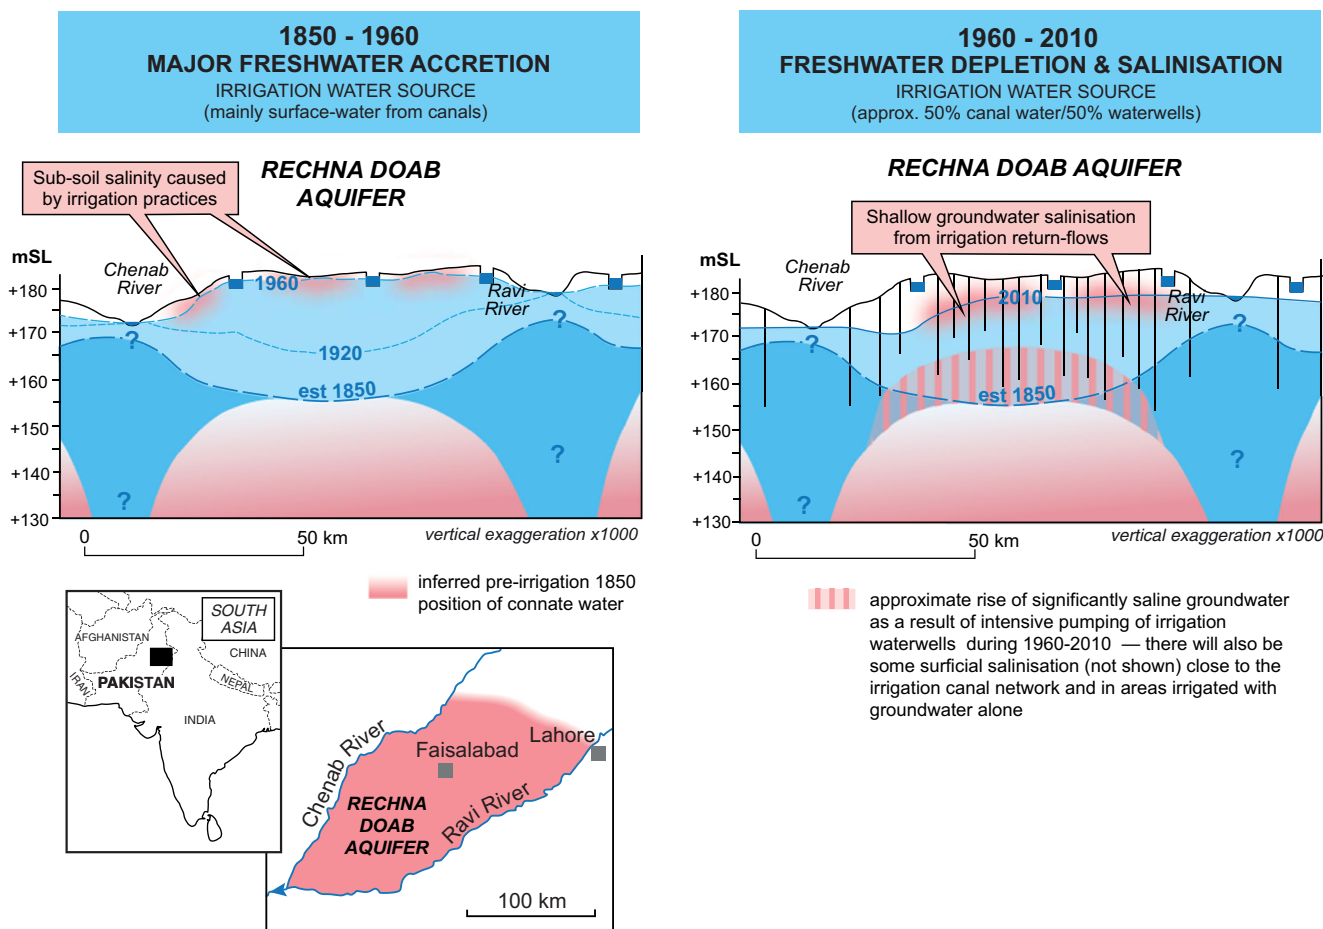 1850 - 1960
MAJOR FRESHWATER ACCRETION
IRRIGATION WATER SOURCE
(mainly surface-water from canals)
Sub-soil salinity caused
by irrigation practices
RECHNA DOAB
AQUIFER
mSL
Chenab
River
Ravi
River
+180
+170
+160
+150
+140
+130
1960
1920
est 1850
?
?
?
?
0
50 km
vertical exaggeration x1000
inferred pre-irrigation 1850
position of connate water
1960 - 2010
FRESHWATER DEPLETION & SALINISATION
IRRIGATION WATER SOURCE
(approx. 50% canal water/50% waterwells)
RECHNA DOAB AQUIFER
Shallow groundwater salinisation
from irrigation return-flows
mSL
Chenab
River
Ravi
River
+180
+170
+160
+150
+140
+130
2010
est 1850
?
?
?
?
0
50 km
vertical exaggeration x1000
approximate rise of significantly saline groundwater
as a result of intensive pumping of irrigation
waterwells during 1960-2010 — there will also be
some surficial salinisation (not shown) close to the
irrigation canal network and in areas irrigated with
groundwater alone
SOUTH
ASIA
AFGHANISTAN
CHINA
IRAN
PAKISTAN
NEPAL
INDIA
Chenab River
Faisalabad
Lahore
RECHNA
DOAB
AQUIFER
Ravi River
100 km